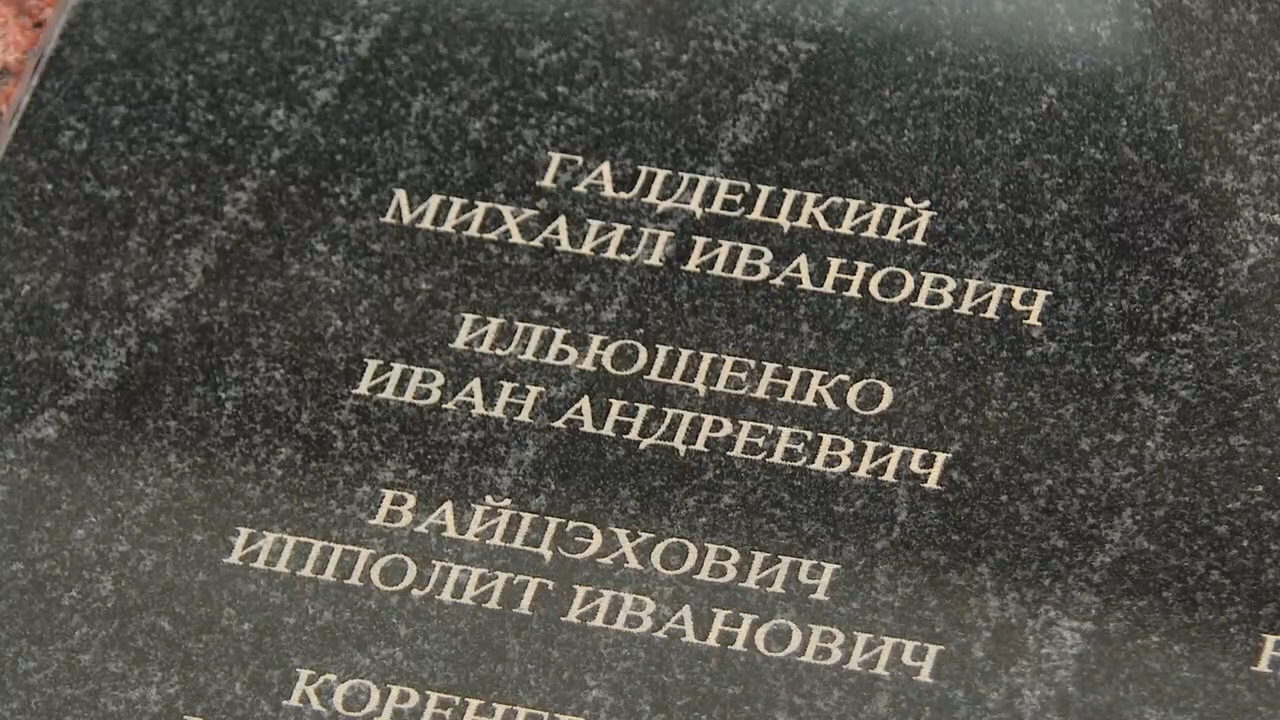 ГАЛДЕЦКИЙ
МИХАИЛ ИВАНОВИЧ
ИЛЬЮЩЕНКО
ИВАН АНДРЕЕВИЧ
ВАЙЦЭХОВИЧ
ИППОЛИТ ИВАНОВИЧ